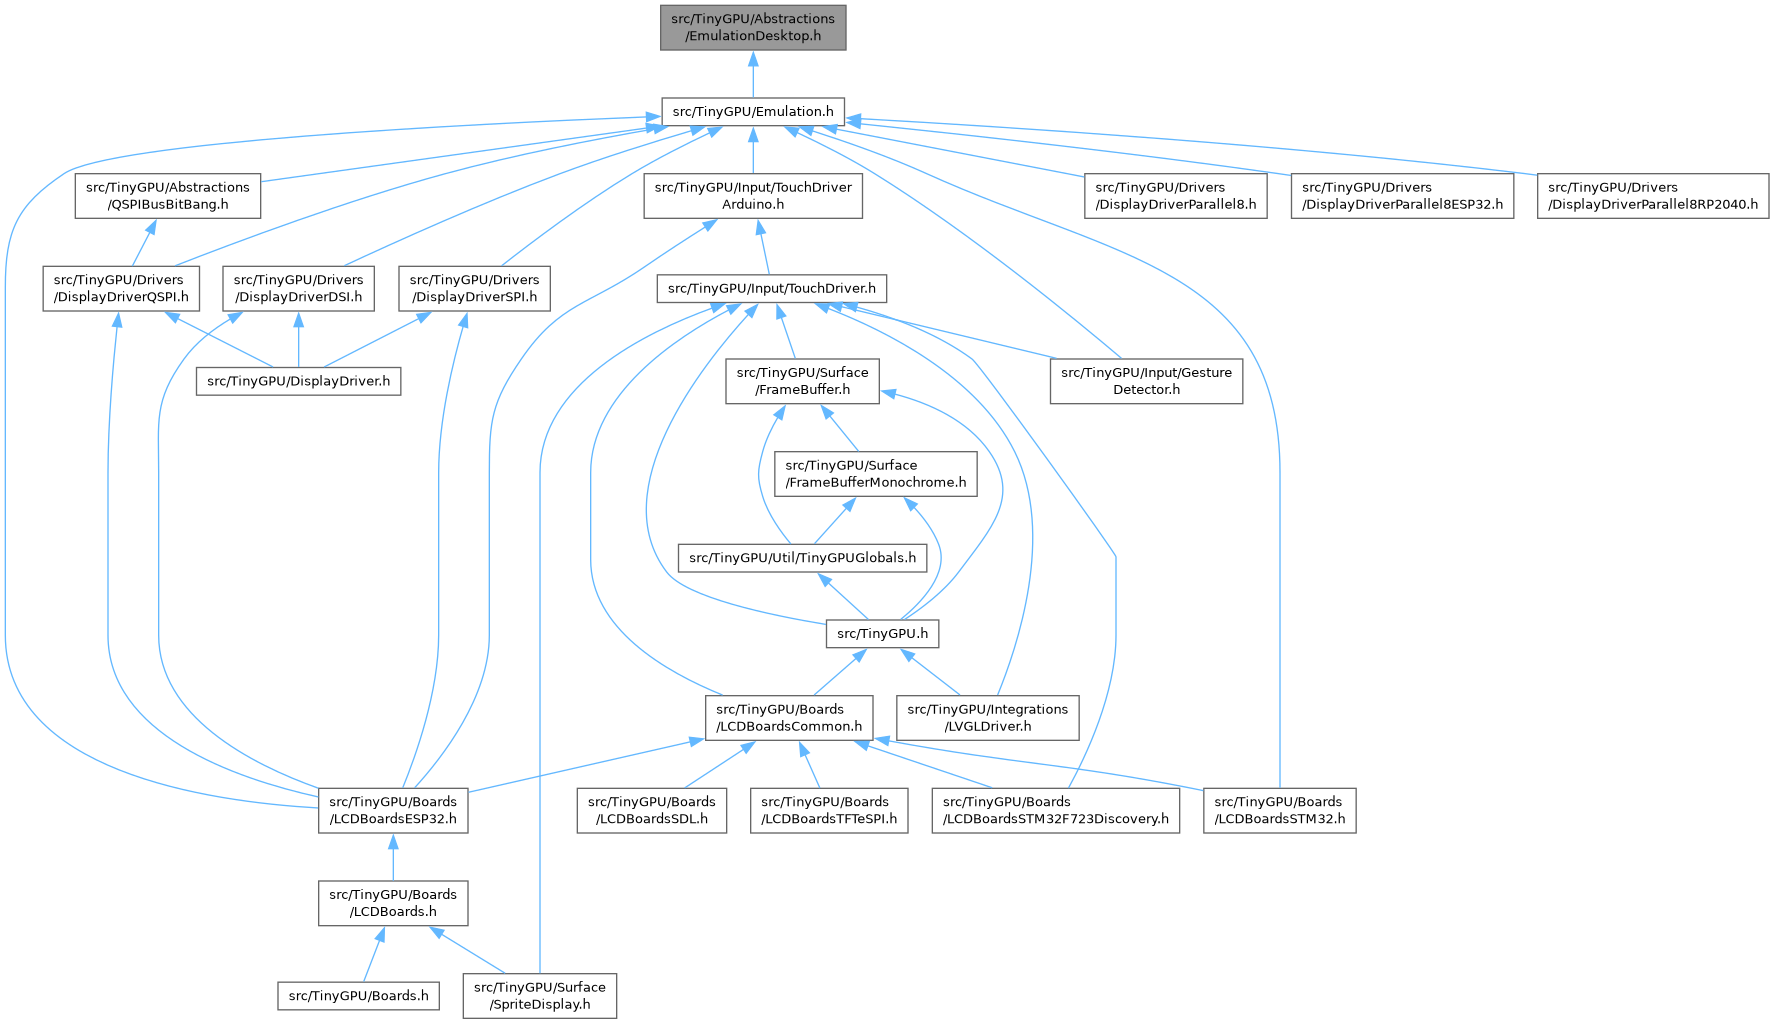 src/TinyGPU/Abstractions
/EmulationDesktop.h
src/TinyGPU/Emulation.h
src/TinyGPU/Abstractions
/QSPIBusBitBang.h
src/TinyGPU/Input/TouchDriver
Arduino.h
src/TinyGPU/Drivers
/DisplayDriverParallel8.h
src/TinyGPU/Drivers
/DisplayDriverParallel8ESP32.h
src/TinyGPU/Drivers
/DisplayDriverParallel8RP2040.h
src/TinyGPU/Drivers
/DisplayDriverQSPI.h
src/TinyGPU/Drivers
/DisplayDriverDSI.h
src/TinyGPU/Drivers
/DisplayDriverSPI.h
src/TinyGPU/Input/TouchDriver.h
src/TinyGPU/DisplayDriver.h
src/TinyGPU/Surface
/FrameBuffer.h
src/TinyGPU/Input/Gesture
Detector.h
src/TinyGPU/Surface
/FrameBufferMonochrome.h
src/TinyGPU/Util/TinyGPUGlobals.h
src/TinyGPU.h
src/TinyGPU/Boards
/LCDBoardsCommon.h
src/TinyGPU/Integrations
/LVGLDriver.h
src/TinyGPU/Boards
/LCDBoardsESP32.h
src/TinyGPU/Boards
/LCDBoardsSDL.h
src/TinyGPU/Boards
/LCDBoardsTFTeSPI.h
src/TinyGPU/Boards
/LCDBoardsSTM32F723Discovery.h
src/TinyGPU/Boards
/LCDBoardsSTM32.h
src/TinyGPU/Boards
/LCDBoards.h
src/TinyGPU/Boards.h
src/TinyGPU/Surface
/SpriteDisplay.h